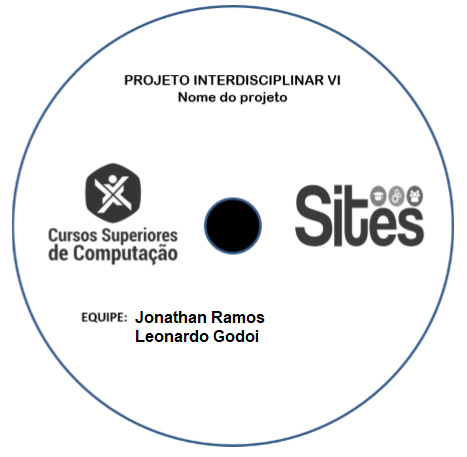 PROJETO INTERDISCIPLINAR VI
Nome do projeto
Cursos Superiores
de Computação
Sites
EQUIPE: Jonathan Ramos
Leonardo Godoi